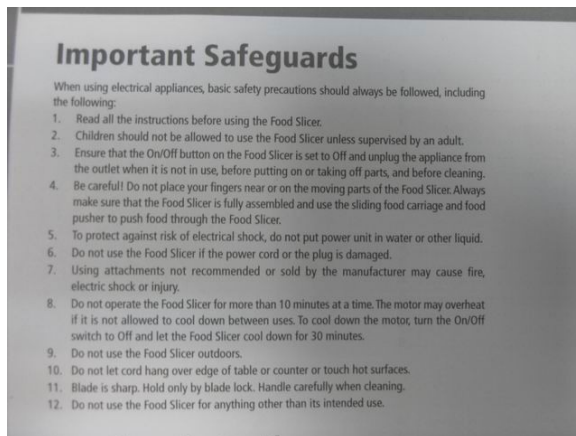 Important Safeguards
When using electrical appliances, basic safety precautions should always be followed, including
the following:
1. Read all the instructions before using the Food Slicer.
2. Children should not be allowed to use the Food Slicer unless supervised by an adult.
3. Ensure that the On/Off button on the Food Slicer is set to Off and unplug the appliance from
the outlet when it is not in use, before putting on or taking off parts, and before cleaning.
4. Be careful! Do not place your fingers near or on the moving parts of the Food Slicer. Always
make sure that the Food Slicer is fully assembled and use the sliding food carriage and food
pusher to push food through the Food Slicer.
5. To protect against risk of electrical shock, do not put power unit in water or other liquid.
6. Do not use the Food Slicer if the power cord or the plug is damaged.
7. Using attachments not recommended or sold by the manufacturer may cause fire,
electric shock or injury.
8. Do not operate the Food Slicer for more than 10 minutes at a time. The motor may overheat
if it is not allowed to cool down between uses. To cool down the motor, turn the On/Off
switch to Off and let the Food Slicer cool down for 30 minutes.
9. Do not use the Food Slicer outdoors.
10. Do not let cord hang over edge of table or counter or touch hot surfaces.
11. Blade is sharp. Hold only by blade lock. Handle carefully when cleaning.
12. Do not use the Food Slicer for anything other than its intended use.